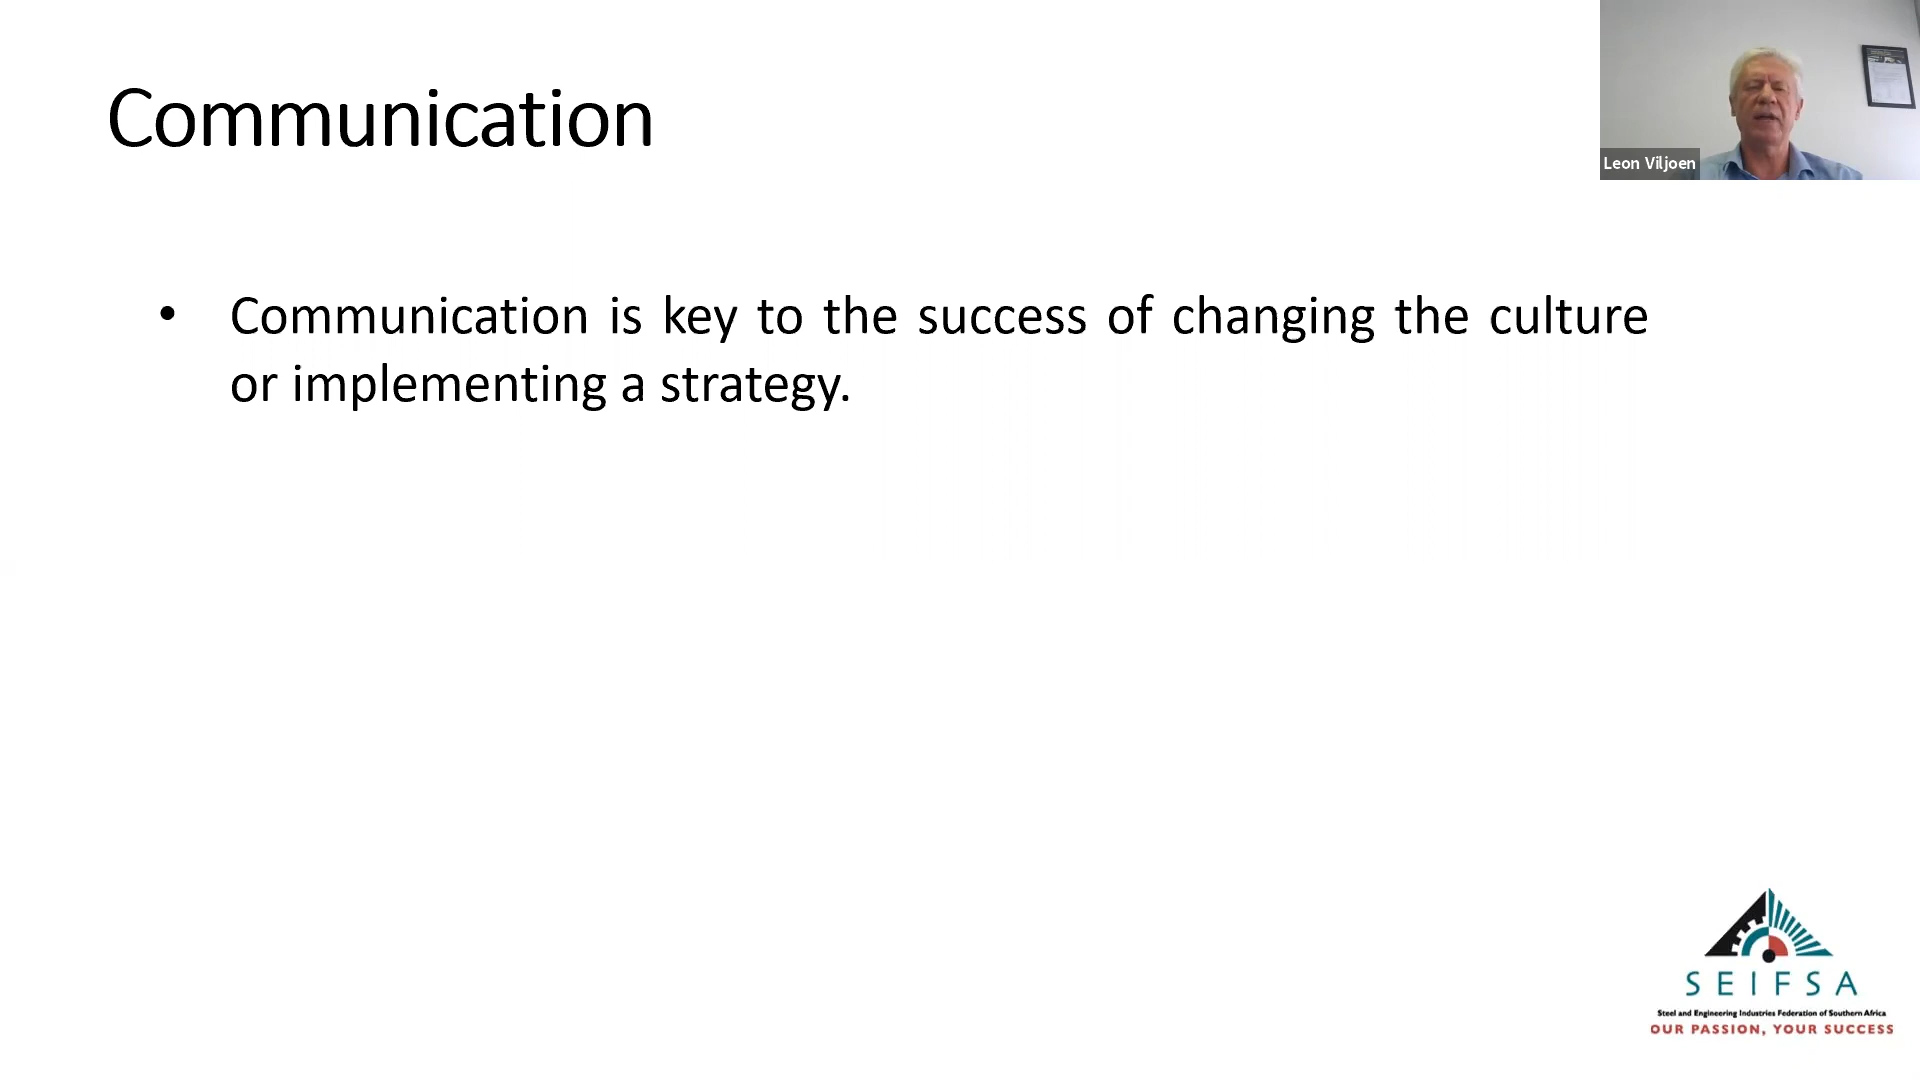 Communication
Leon Viljoen
• Communication is key to the success of changing the culture
or implementing a strategy.
SEIFSA
Steel and Engineering Industries Federation of Southern Africa
OUR PASSION, YOUR SUCCESS